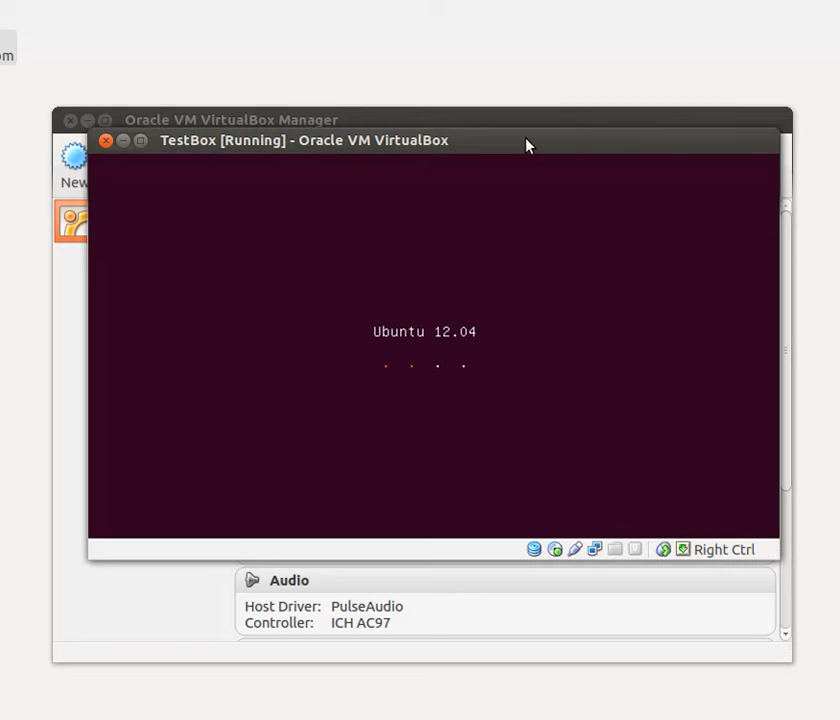 om
Oracle VM VirtualBox Manager
TestBox [Running] - Oracle VM VirtualBox
New
Ubuntu 12.04
Right Ctrl
Audio
Host Driver: PulseAudio
Controller: ICH AC97